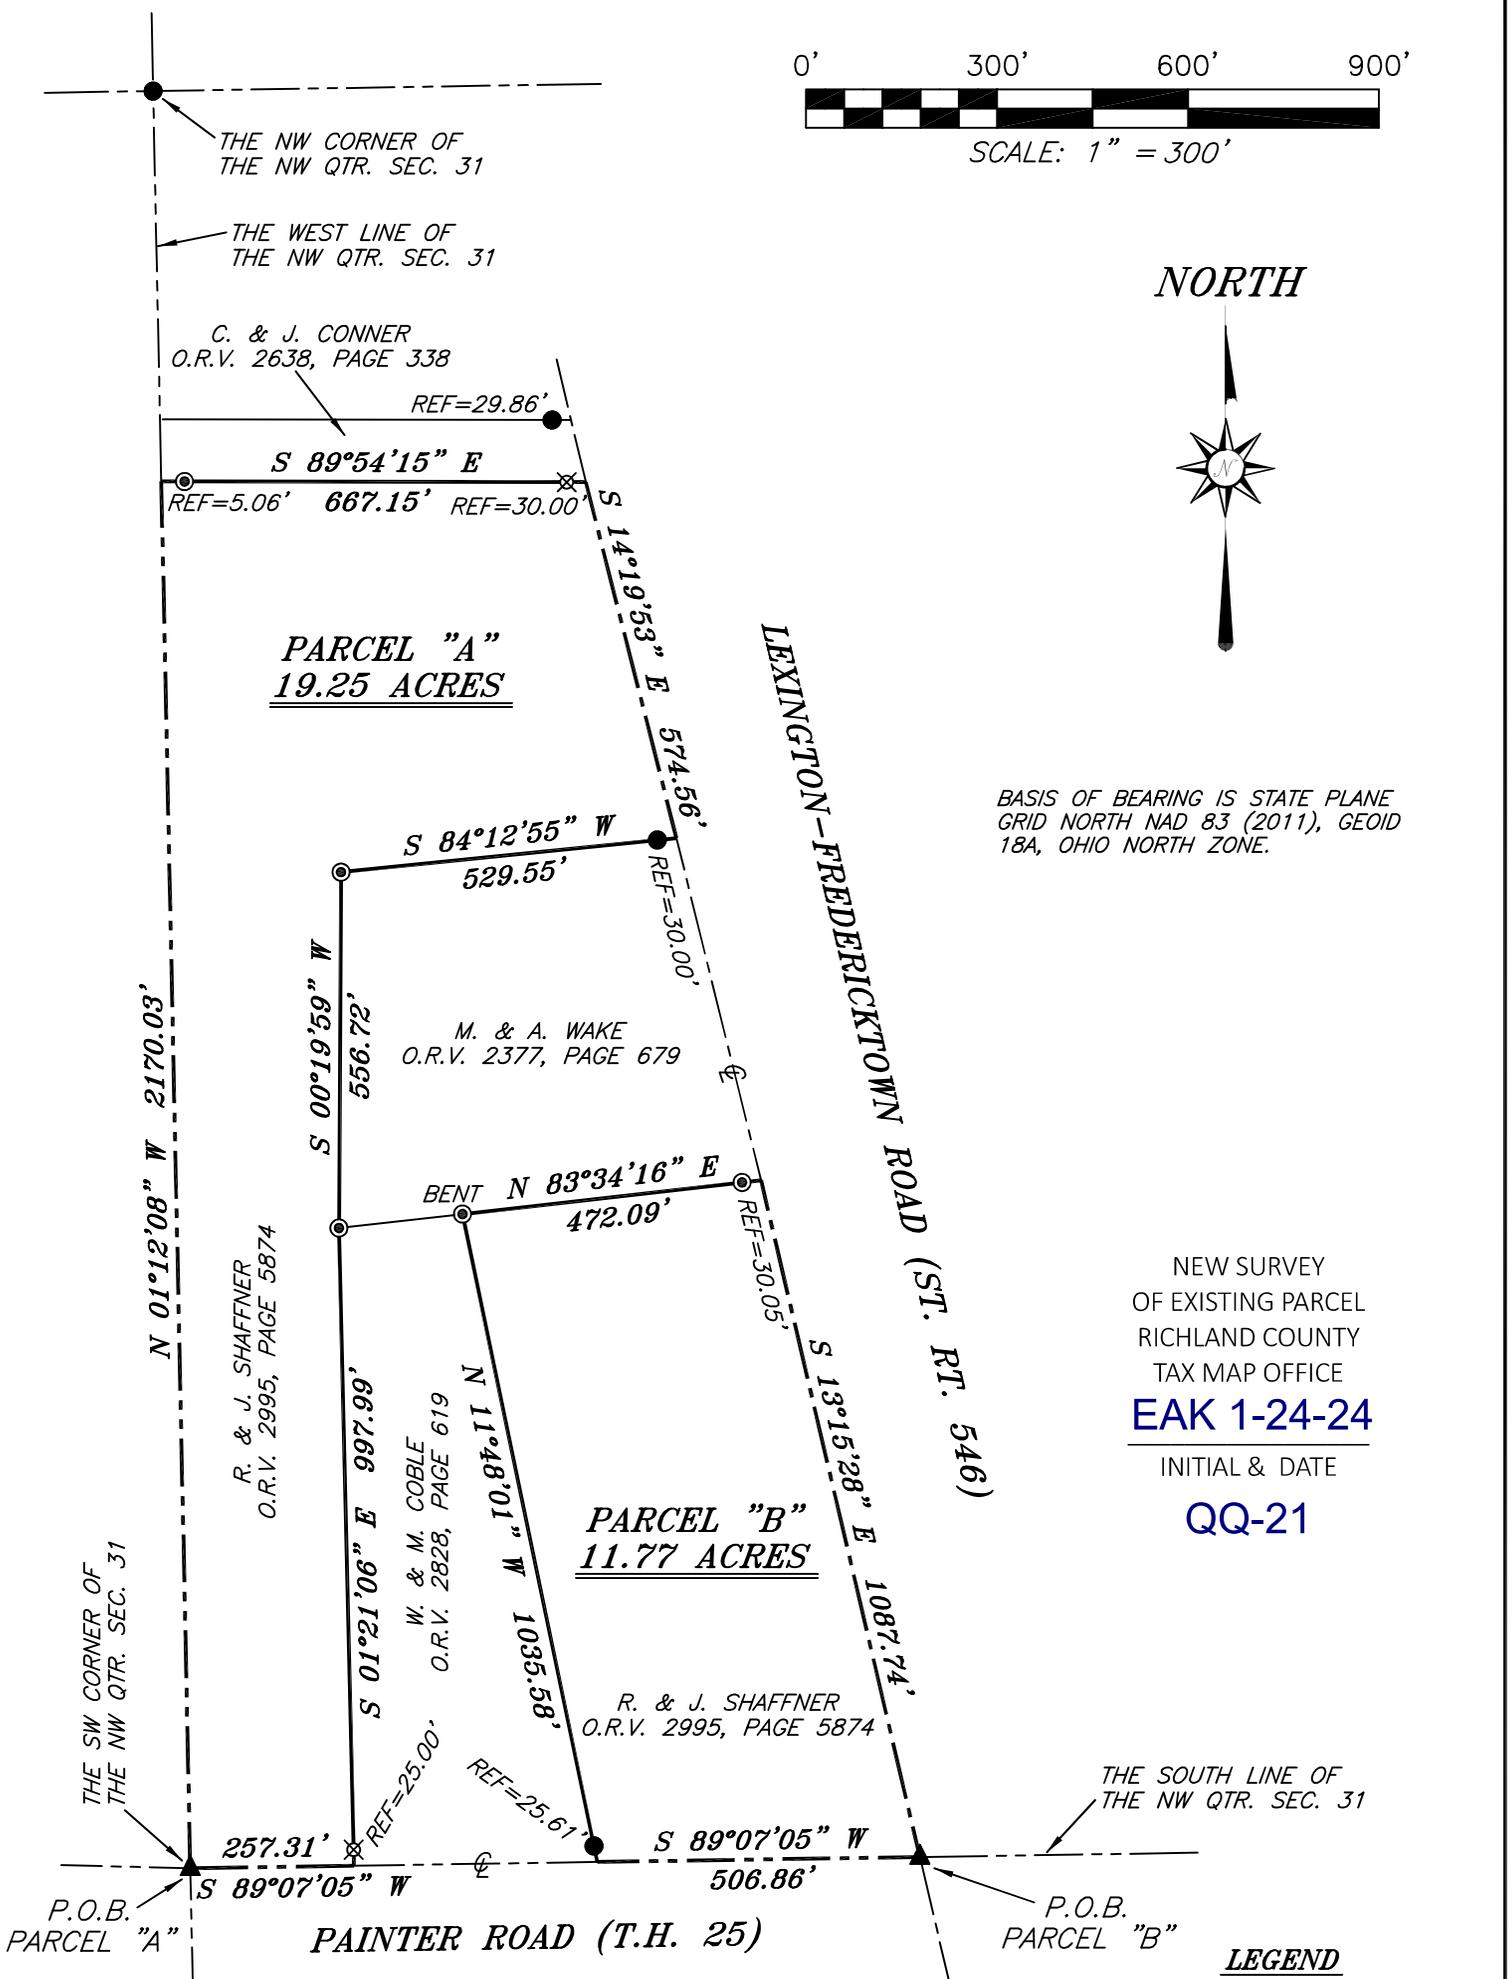 0' 300' 600' 900'
SCALE: 1" = 300'
THE NW CORNER OF
THE NW QTR. SEC. 31
THE WEST LINE OF
THE NW QTR. SEC. 31
NORTH
N
C. & J. CONNER
O.R.V. 2638, PAGE 338
REF=29.86'
S 89°54'15" E
667.15'
REF=5.06'
REF=30.00'
S 14°19'53" E 574.56'
PARCEL "A"
19.25 ACRES
LEXINGTON-FREDERICKTOWN ROAD (ST. RT. 546)
BASIS OF BEARING IS STATE PLANE
GRID NORTH NAD 83 (2011), GEOID
18A, OHIO NORTH ZONE.
S 84°12'55" W
529.55'
REF=30.00'
S 00°19'59" W
556.72'
M. & A. WAKE
O.R.V. 2377, PAGE 679
N 01°12'08" W 2170.03'
BENT
N 83°34'16" E
472.09'
REF=30.05'
R. & J. SHAFFNER
O.R.V. 2995, PAGE 5874
S 01°21'06" E 997.99'
W. & M. COBLE
O.R.V. 2828, PAGE 619
N 11°48'01" W 1035.58'
S 13°15'28" E 1087.74'
PARCEL "B"
11.77 ACRES
NEW SURVEY
OF EXISTING PARCEL
RICHLAND COUNTY
TAX MAP OFFICE
EAK 1-24-24
INITIAL & DATE
QQ-21
R. & J. SHAFFNER
O.R.V. 2995, PAGE 5874
THE SW CORNER OF
THE NW QTR. SEC. 31
REF=25.00'
REF=25.61'
THE SOUTH LINE OF
THE NW QTR. SEC. 31
257.31'
S 89°07'05" W
S 89°07'05" W
506.86'
P.O.B.
PARCEL "A"
P.O.B.
PARCEL "B"
PAINTER ROAD (T.H. 25)
LEGEND